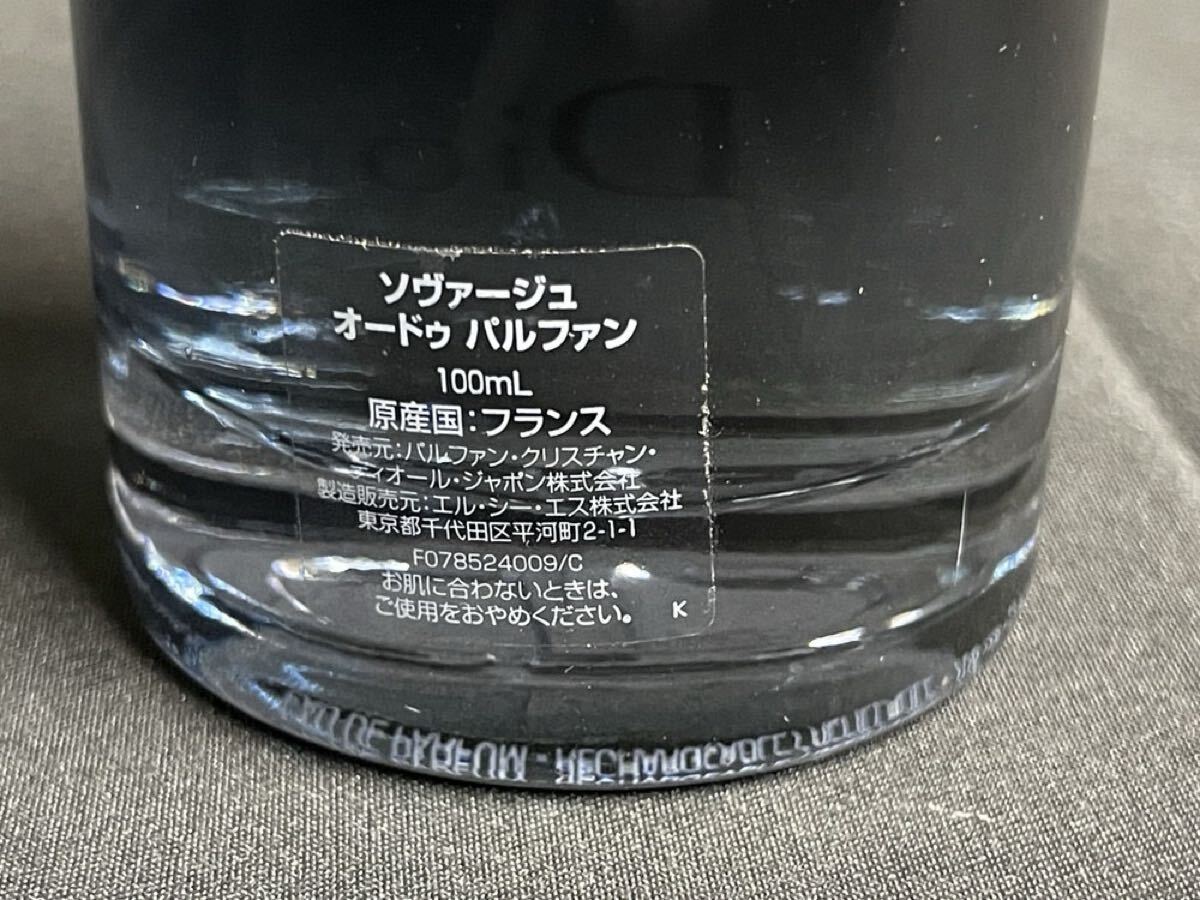 ソヴァージュ
オードゥ パルファン
100mL
原産国:フランス
発売元:パルファン・クリスチャン・
ディオール・ジャポン株式会社
製造販売元:エル・シー・エス株式会社
東京都千代田区平河町2-1-1
F078524009/C
お肌に合わないときは、
ご使用をおやめください。 K
EAU DE PARFUM - RECHARGEABLE